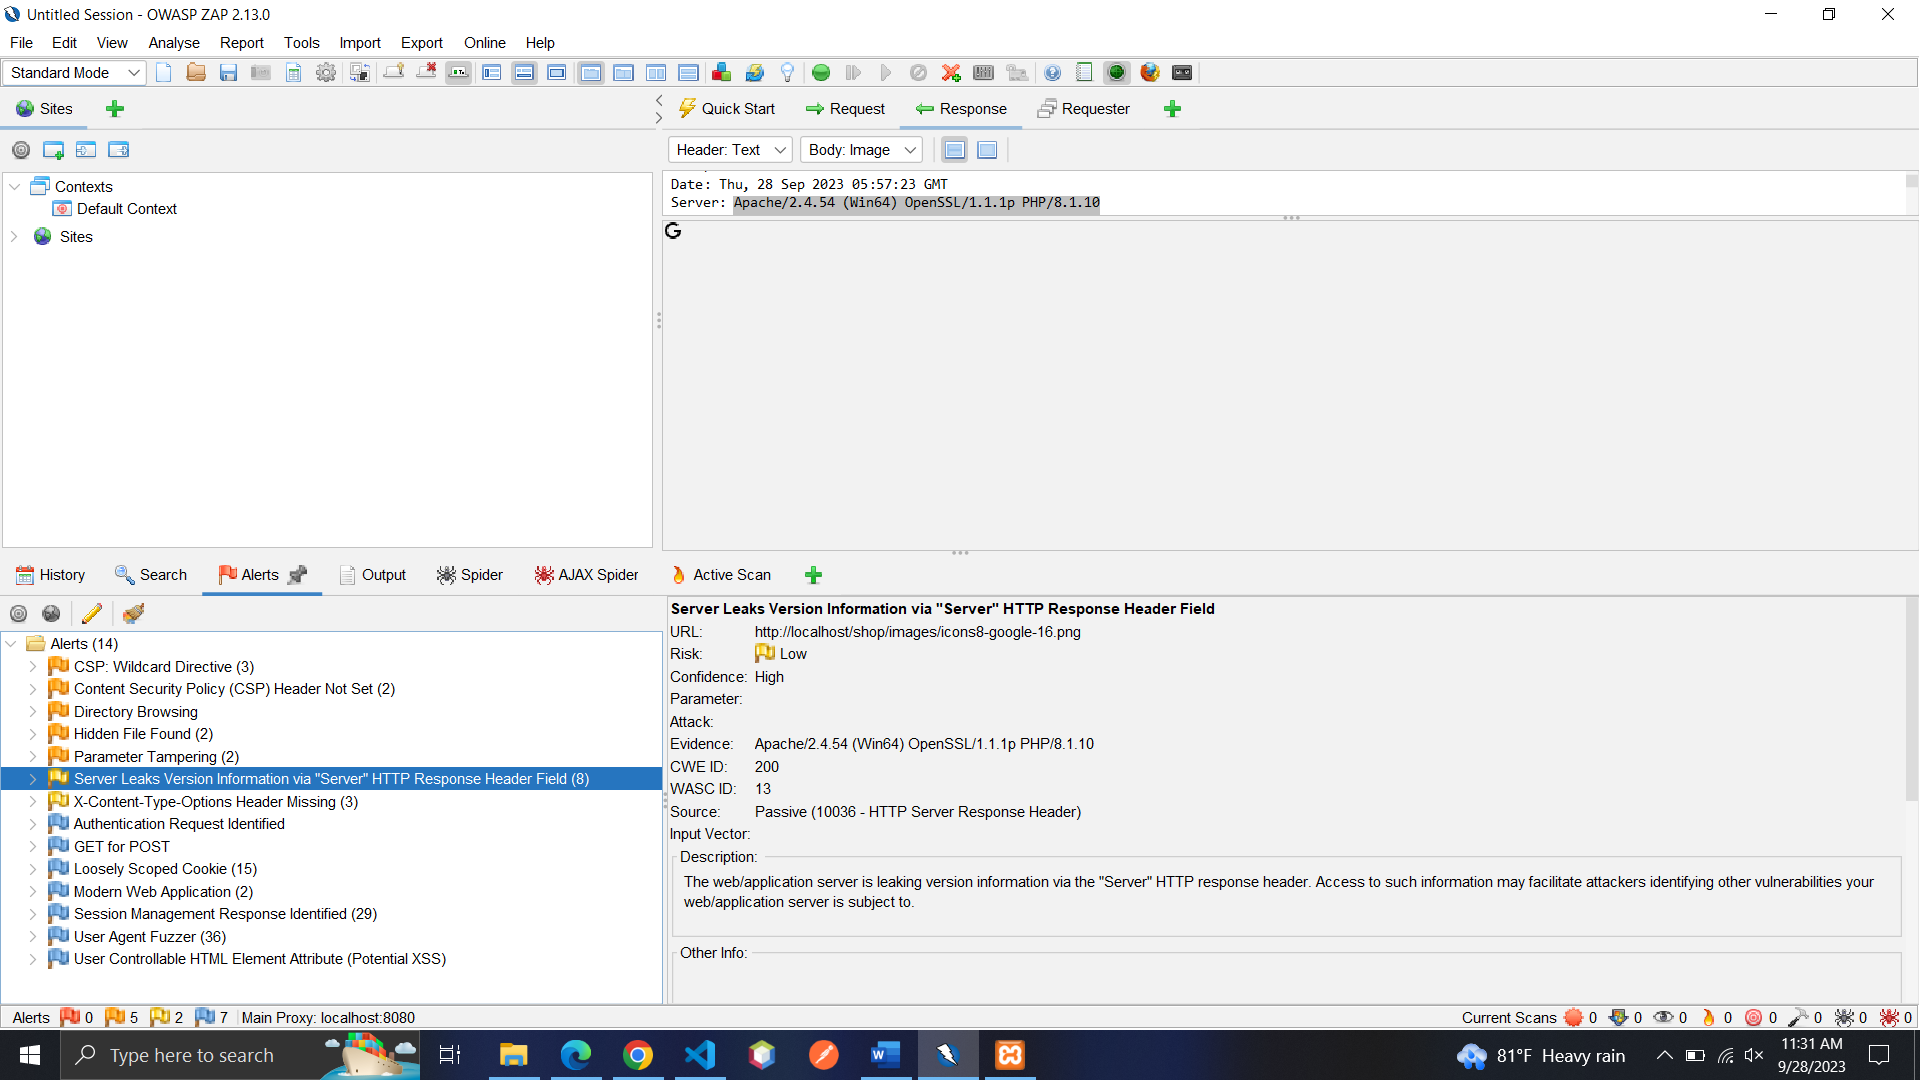 Untitled Session - OWASP ZAP 2.13.0
File Edit View Analyse Report Tools Import Export Online Help
Standard Mode
Sites
Quick Start Request Response Requester
Header: Text Body: Image
Contexts
Default Context
Sites
Date: Thu, 28 Sep 2023 05:57:23 GMT
Server: Apache/2.4.54 (Win64) OpenSSL/1.1.1p PHP/8.1.10
G
History Search Alerts Output Spider AJAX Spider Active Scan
Alerts (14)
CSP: Wildcard Directive (3)
Content Security Policy (CSP) Header Not Set (2)
Directory Browsing
Hidden File Found (2)
Parameter Tampering (2)
Server Leaks Version Information via "Server" HTTP Response Header Field (8)
X-Content-Type-Options Header Missing (3)
Authentication Request Identified
GET for POST
Loosely Scoped Cookie (15)
Modern Web Application (2)
Session Management Response Identified (29)
User Agent Fuzzer (36)
User Controllable HTML Element Attribute (Potential XSS)
Server Leaks Version Information via "Server" HTTP Response Header Field
URL: http://localhost/shop/images/icons8-google-16.png
Risk: Low
Confidence: High
Parameter:
Attack:
Evidence: Apache/2.4.54 (Win64) OpenSSL/1.1.1p PHP/8.1.10
CWE ID: 200
WASC ID: 13
Source: Passive (10036 - HTTP Server Response Header)
Input Vector:
Description:
The web/application server is leaking version information via the "Server" HTTP response header. Access to such information may facilitate attackers identifying other vulnerabilities your
web/application server is subject to.
Other Info:
Alerts 0 5 2 7 Main Proxy: localhost:8080
Current Scans 0 0 0 0 0 0 0 0
Type here to search
81°F Heavy rain
11:31 AM
9/28/2023